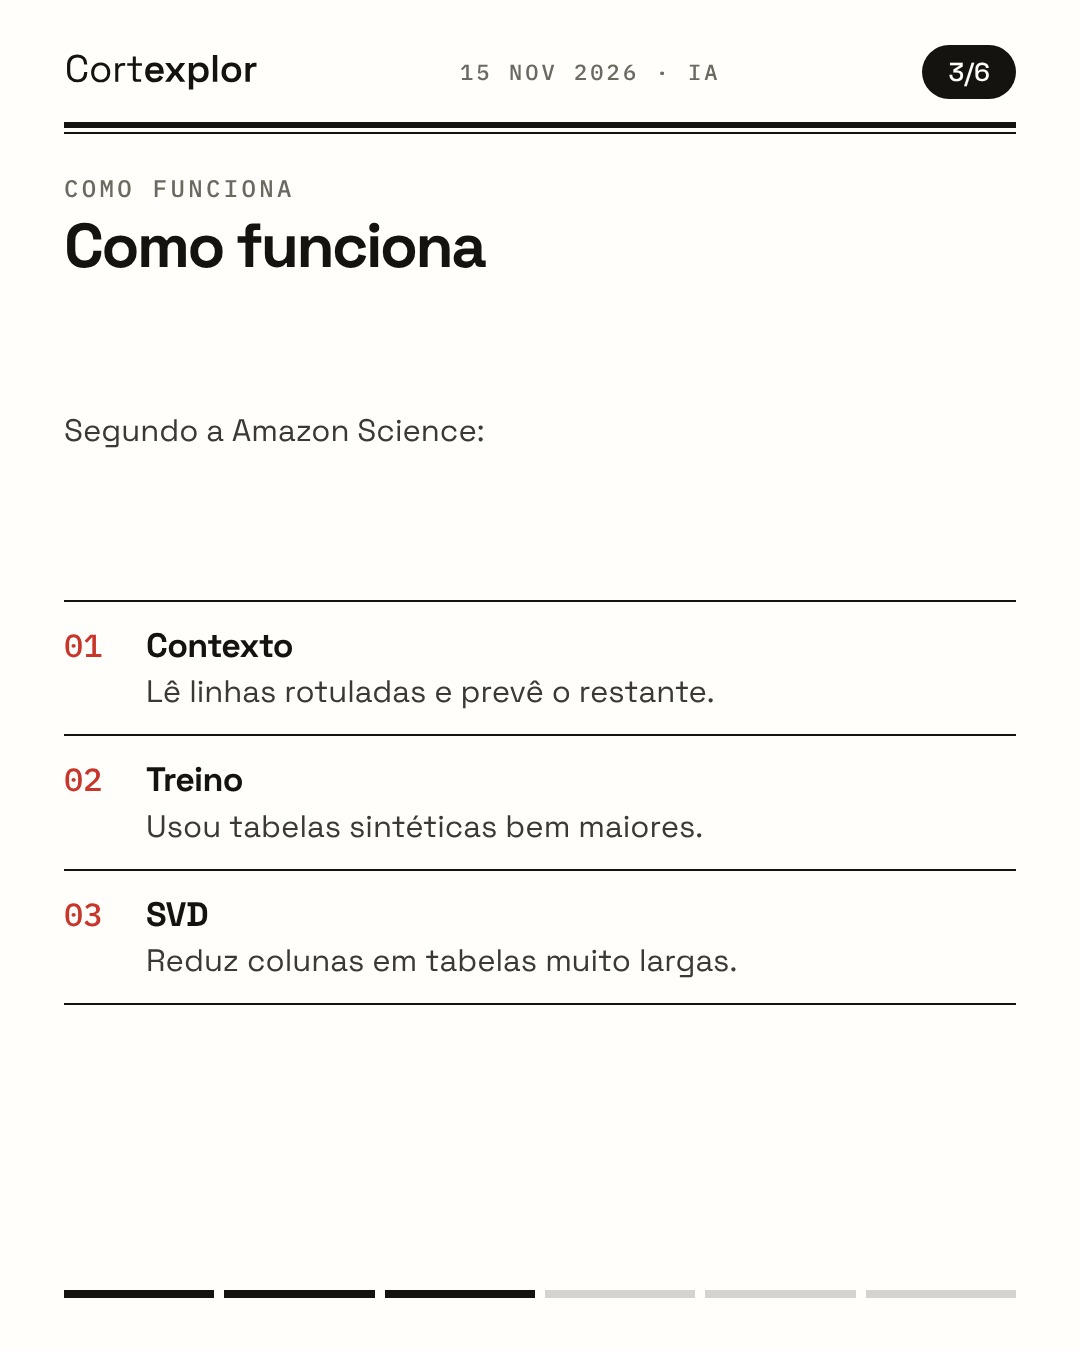 Cortexplor
15 NOV 2026 · IA
3/6
COMO FUNCIONA
Como funciona
Segundo a Amazon Science:
01 Contexto
Lê linhas rotuladas e prevê o restante.
02 Treino
Usou tabelas sintéticas bem maiores.
03 SVD
Reduz colunas em tabelas muito largas.